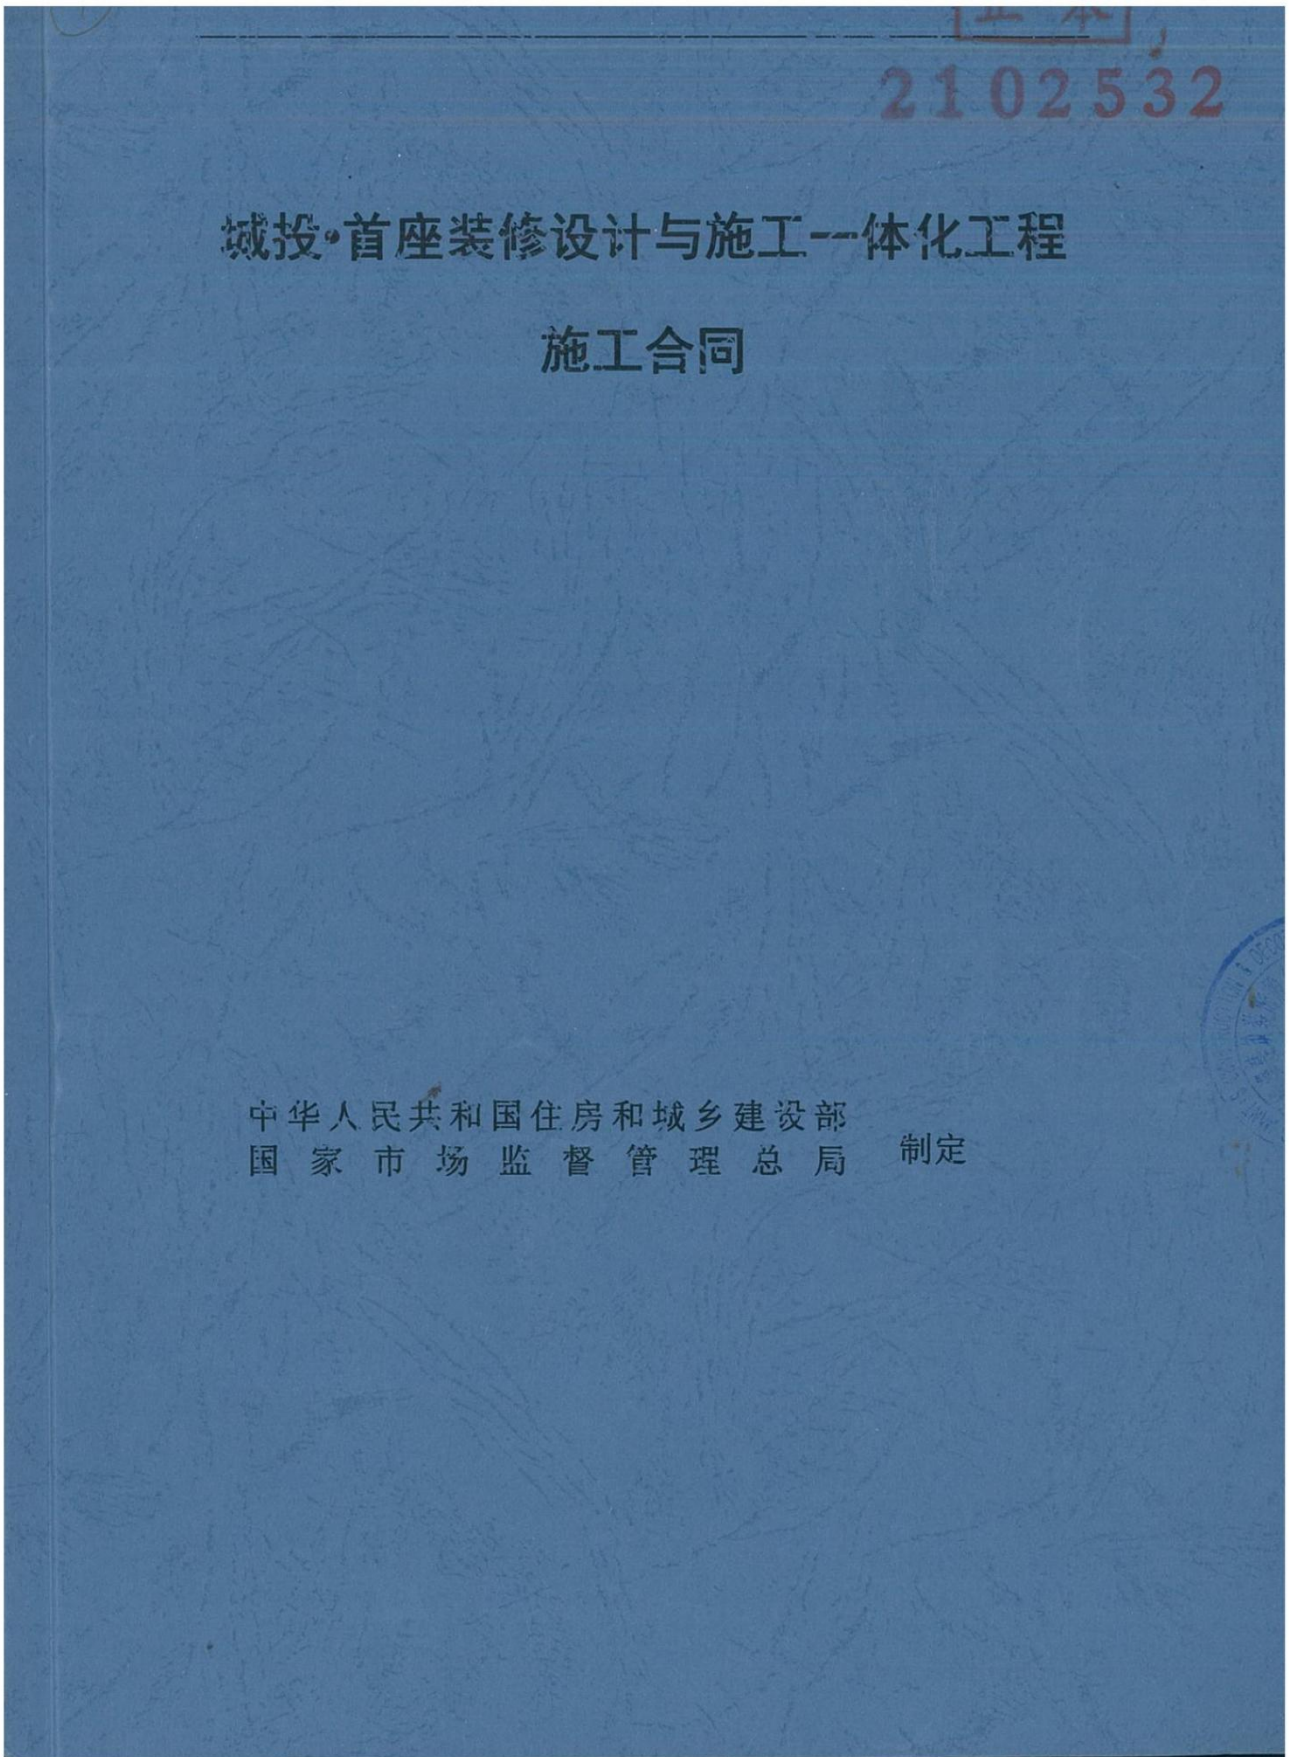 正本
2102532
城投·首座装修设计与施工一体化工程
施工合同
中华人民共和国住房和城乡建设部
国家市场监督管理总局
制定